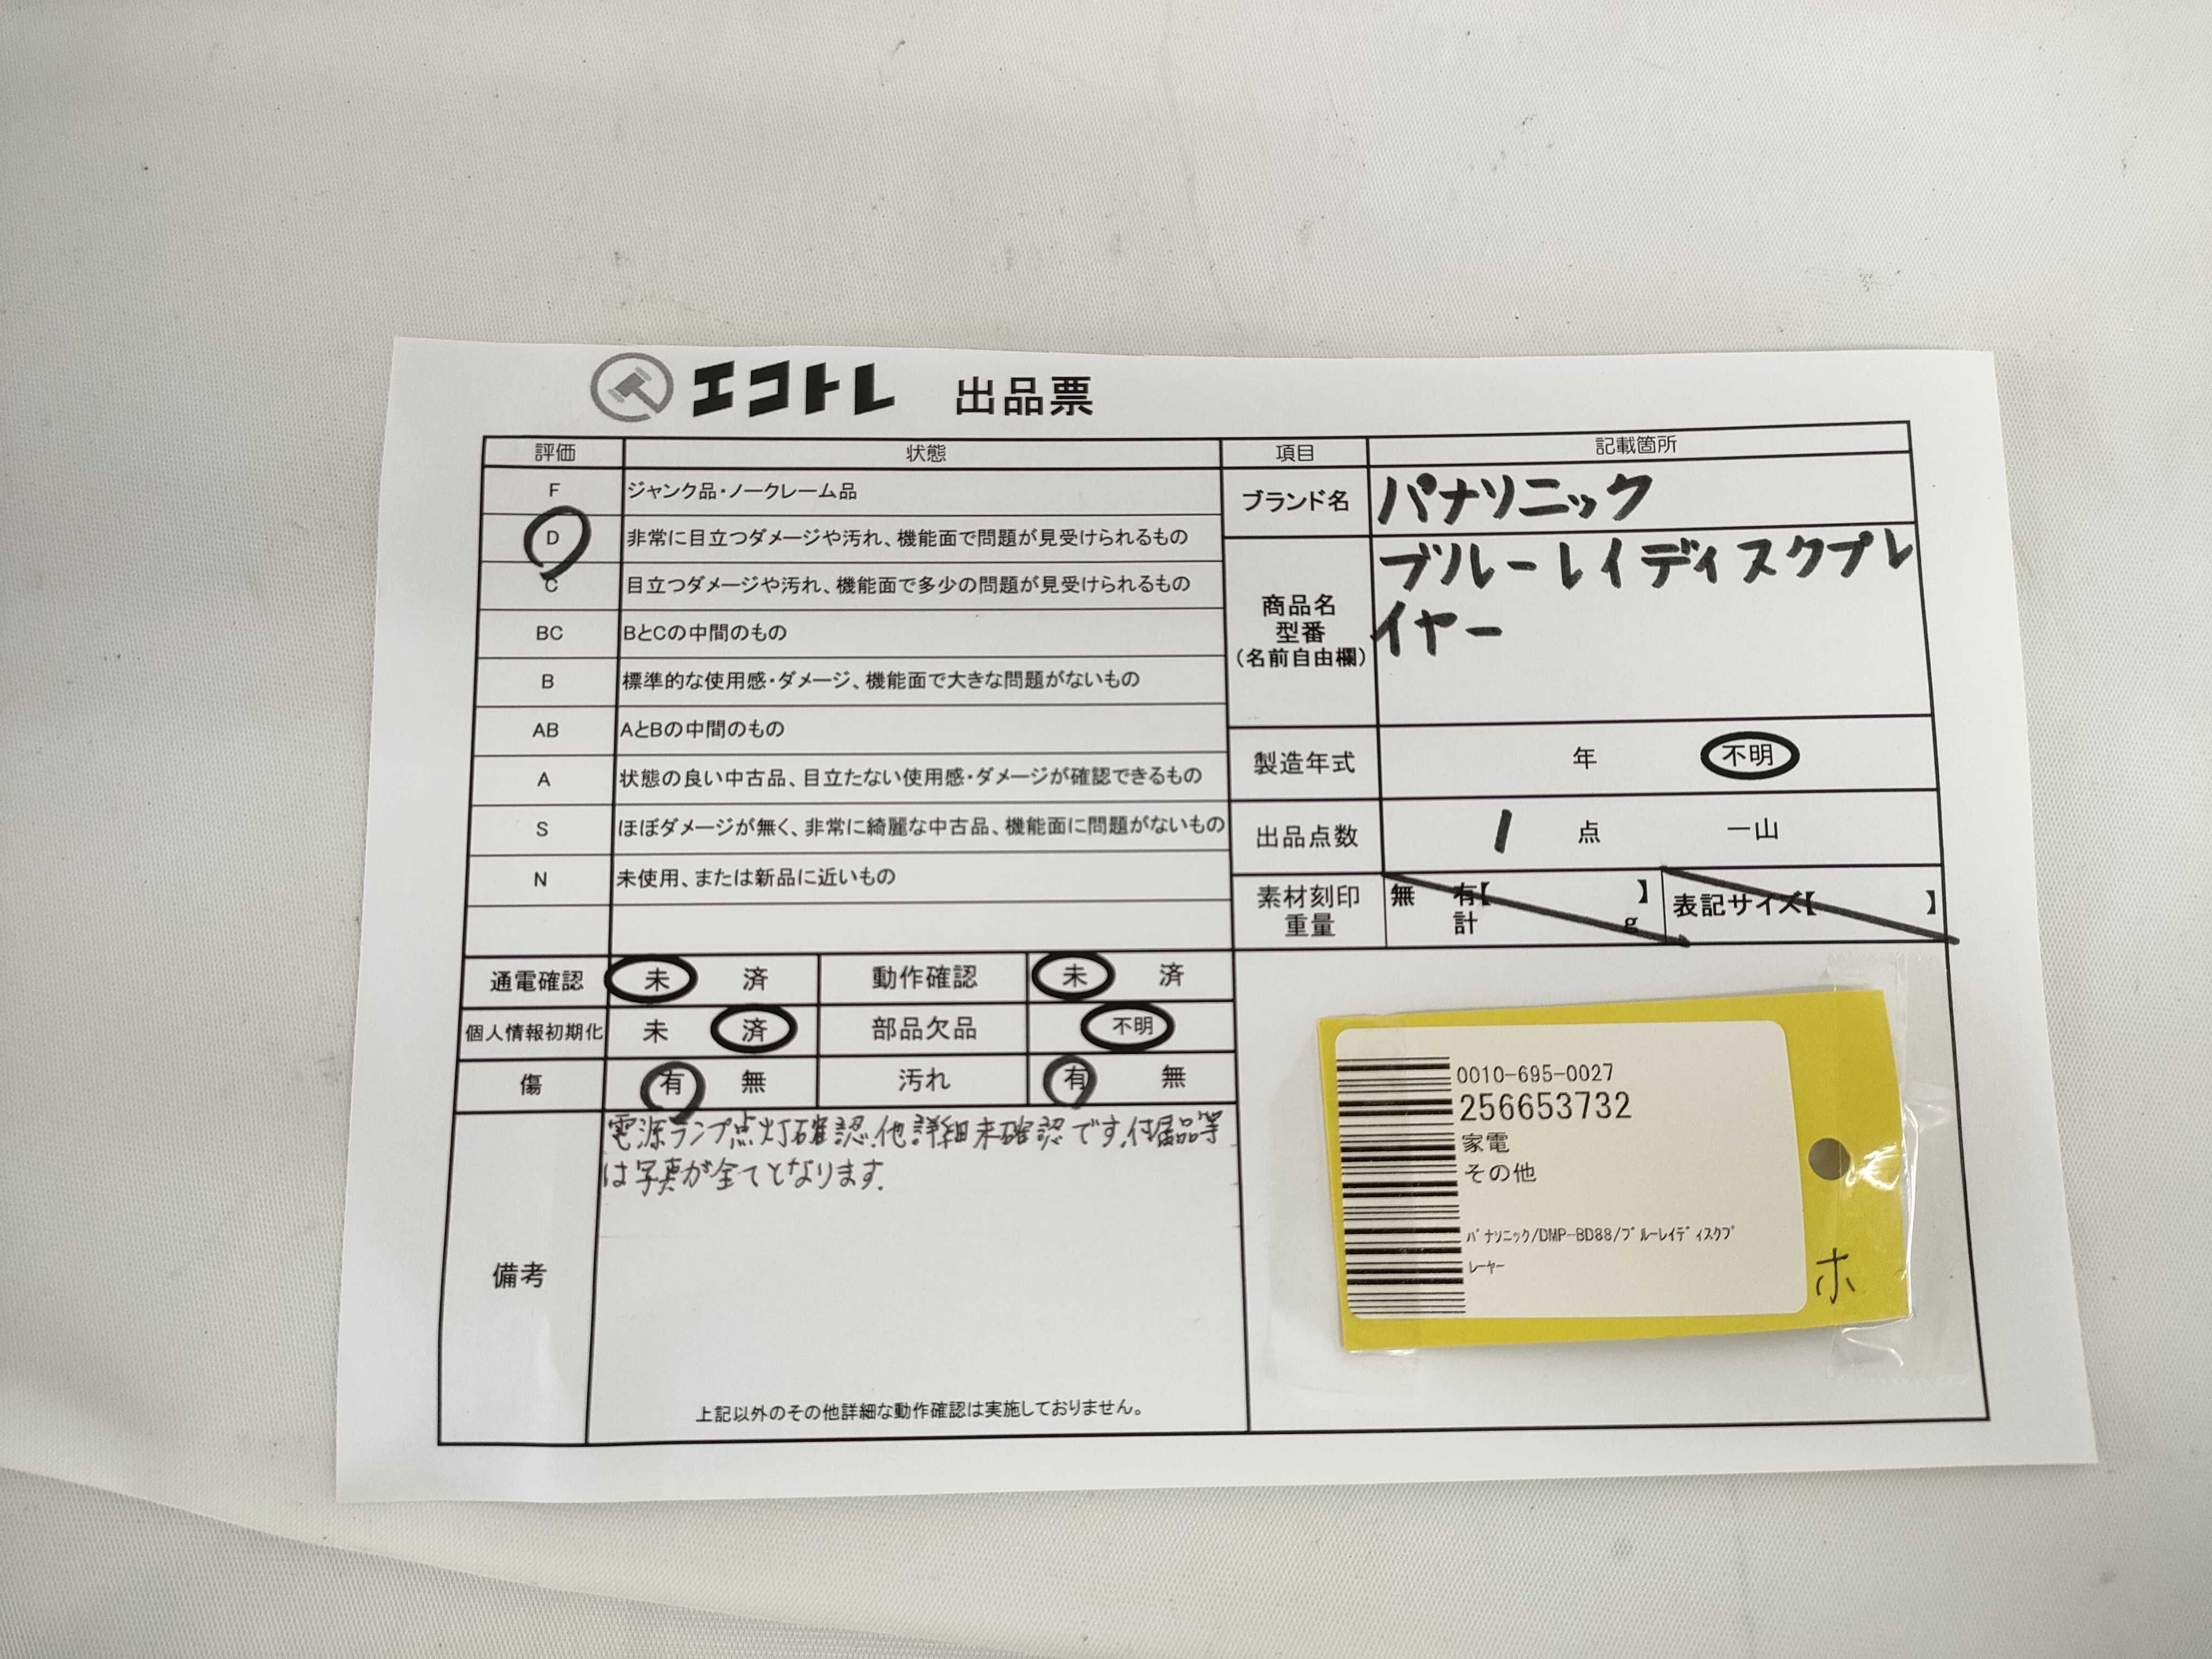 エコトレ 出品票
評価 状態
F ジャンク品・ノークレーム品
D 非常に目立つダメージや汚れ、機能面で問題が見受けられるもの
C 目立つダメージや汚れ、機能面で多少の問題が見受けられるもの
BC BとCの中間のもの
B 標準的な使用感・ダメージ、機能面で大きな問題がないもの
AB AとBの中間のもの
A 状態の良い中古品、目立たない使用感・ダメージが確認できるもの
S ほぼダメージが無く、非常に綺麗な中古品、機能面に問題がないもの
N 未使用、または新品に近いもの
項目 記載箇所
ブランド名 パナソニック
商品名
型番
(名前自由欄)
ブルーレイディスクプレ
イヤー
製造年式 年 不明
出品点数 1 点 一山
素材刻印
重量
無 有【 】
計 g
表記サイズ【 】
通電確認 未 済 動作確認 未 済
個人情報初期化 未 済 部品欠品 不明
傷 有 無 汚れ 有 無
備考
電源ランプ点灯確認.他詳細未確認です.付属品等
は写真が全てとなります.
上記以外のその他詳細な動作確認は実施しておりません。
0010-695-0027
256653732
家電
その他
ﾊﾟﾅｿﾆｯｸ/DMP-BD88/ﾌﾞﾙｰﾚｲﾃﾞｨｽｸﾌﾟ
ﾚｰﾔｰ
ホ